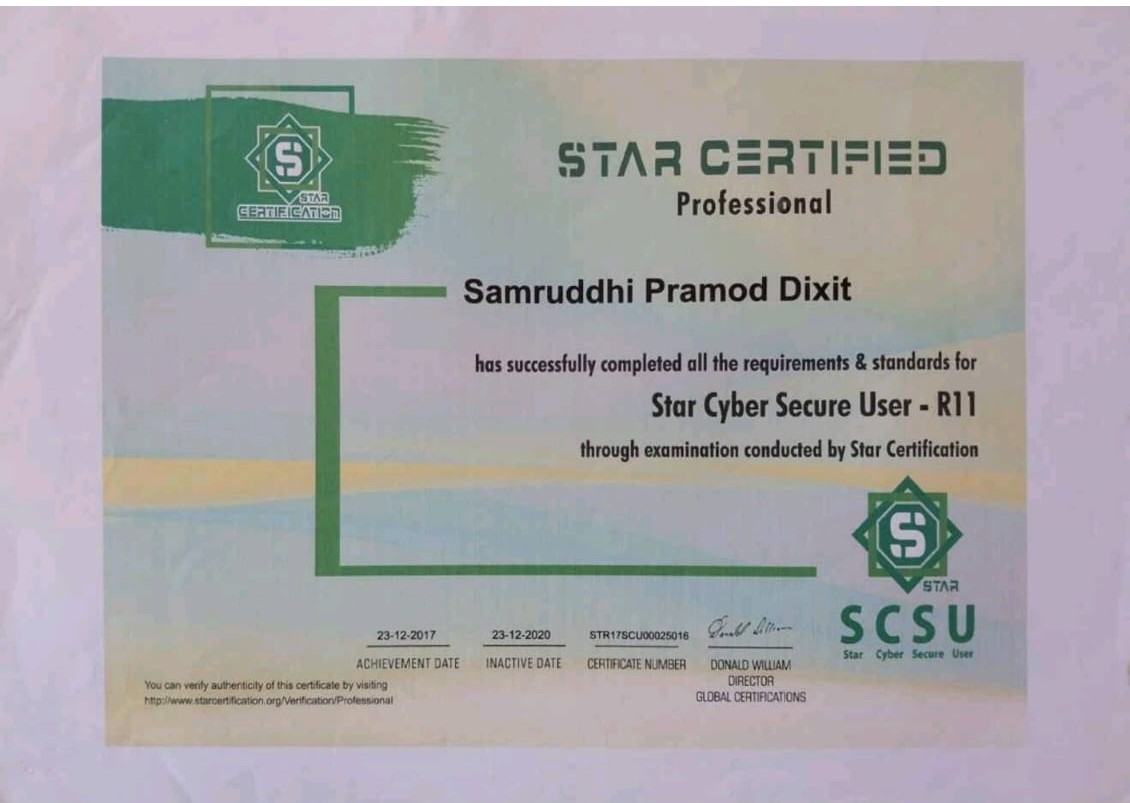 S
STAR
CERTIFICATION
STAR CERTIFIED
Professional
Samruddhi Pramod Dixit
has successfully completed all the requirements & standards for
Star Cyber Secure User - R11
through examination conducted by Star Certification
S
STAR
SCSU
Star Cyber Secure User
23-12-2017
ACHIEVEMENT DATE
23-12-2020
INACTIVE DATE
STR17SCU00025016
CERTIFICATE NUMBER
Donald William
DONALD WILLIAM
DIRECTOR
GLOBAL CERTIFICATIONS
You can verify authenticity of this certificate by visiting
http://www.starcertification.org/Verification/Professional